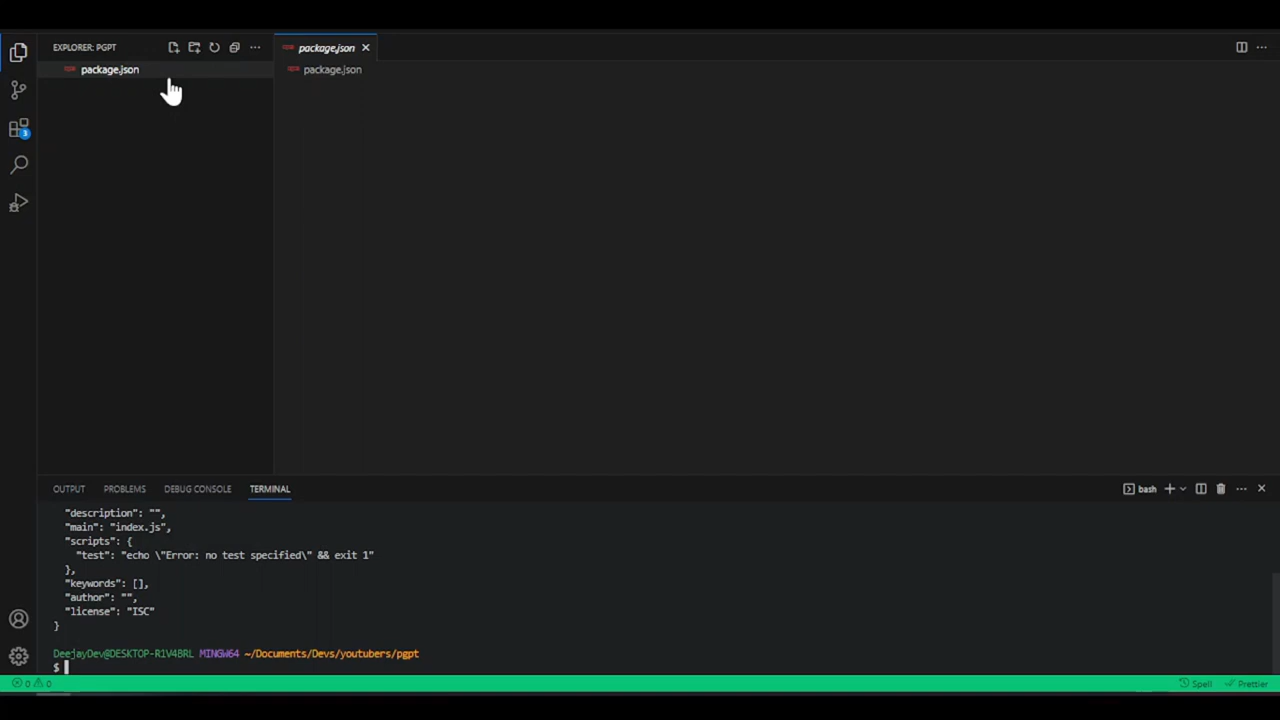 EXPLORER: PGPT
package.json
package.json
package.json
3
OUTPUT PROBLEMS DEBUG CONSOLE TERMINAL
bash
"description": "",
"main": "index.js",
"scripts": {
"test": "echo \"Error: no test specified\" && exit 1"
},
"keywords": [],
"author": "",
"license": "ISC"
}
DeejayDev@DESKTOP-R1V4BRL MINGW64 ~/Documents/Devs/youtubers/pgpt
$
0 0
Spell Prettier